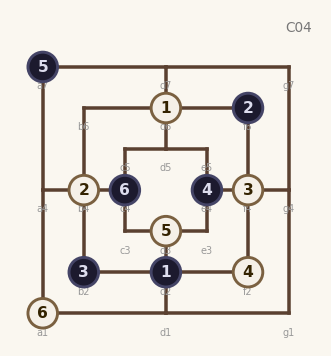 C04
5
a7 d7 g7
1 2
b6 d6 f6
c5 d5 e5
2 6 4 3
a4 b4 c4 e4 f4 g4
5
c3 d3 e3
3 1 4
b2 d2 f2
6
a1 d1 g1